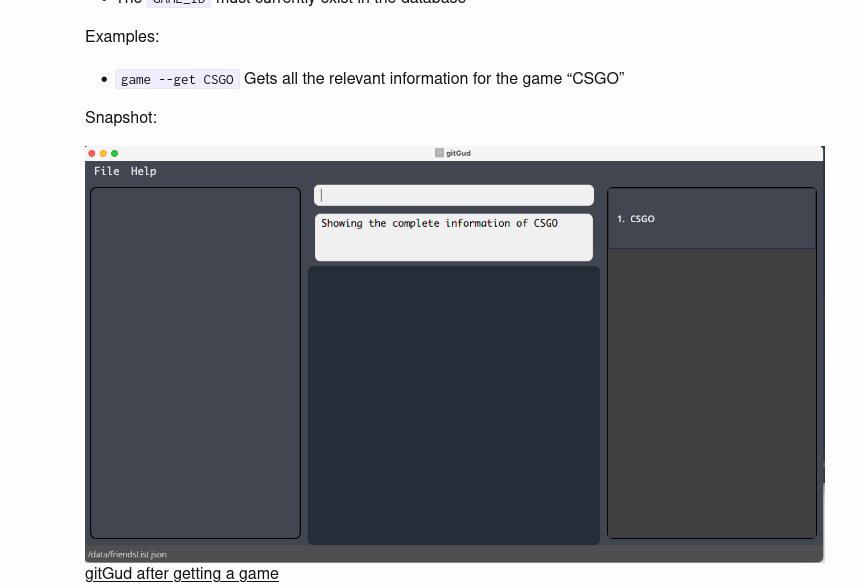 • The GAME_ID must currently exist in the database
Examples:
• game --get CSGO Gets all the relevant information for the game “CSGO”
Snapshot:
gitGud
File Help
Showing the complete information of CSGO
1. CSGO
/data/friendsList.json
gitGud after getting a game